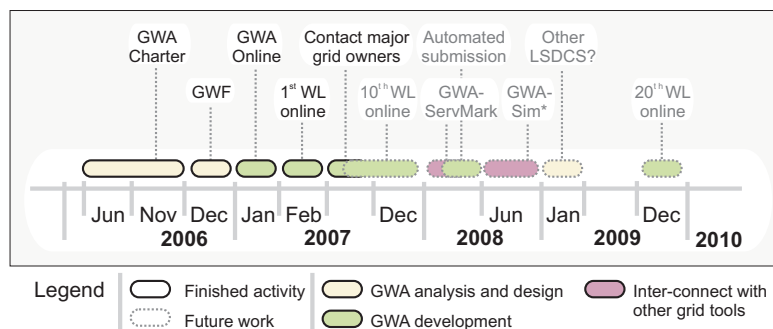 GWA Charter
GWA Online
Contact major grid owners
Automated submission
Other LSDCS?
GWF
1st WL online
10th WL online
GWA-ServMark
GWA-Sim*
20th WL online
Jun Nov Dec Jan Feb Dec Jun Jan Dec
2006 2007 2008 2009 2010
Legend
Finished activity
Future work
GWA analysis and design
GWA development
Inter-connect with
other grid tools